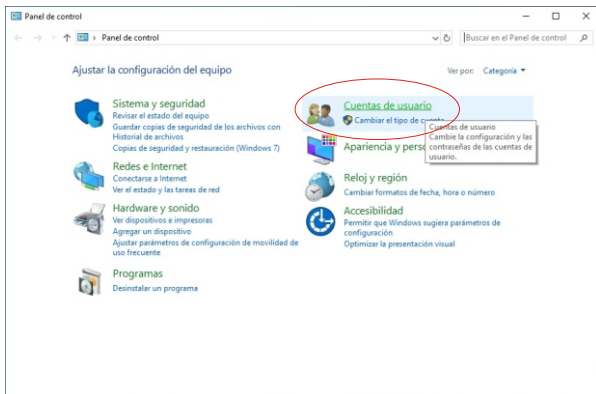 Panel de control
Panel de control
Buscar en el Panel de control
Ajustar la configuración del equipo
Ver por: Categoría
Sistema y seguridad
Revisar el estado del equipo
Guardar copias de seguridad de los archivos con
Historial de archivos
Copias de seguridad y restauración (Windows 7)
Redes e Internet
Conectarse a Internet
Ver el estado y las tareas de red
Hardware y sonido
Ver dispositivos e impresoras
Agregar un dispositivo
Ajustar parámetros de configuración de movilidad de
uso frecuente
Programas
Desinstalar un programa
Cuentas de usuario
Cambiar el tipo de
Cuentas de usuario
Cambie la configuración y las
contraseñas de las cuentas de
usuario.
Apariencia y pers
Reloj y región
Cambiar formatos de fecha, hora o número
Accesibilidad
Permitir que Windows sugiera parámetros de
configuración
Optimizar la presentación visual